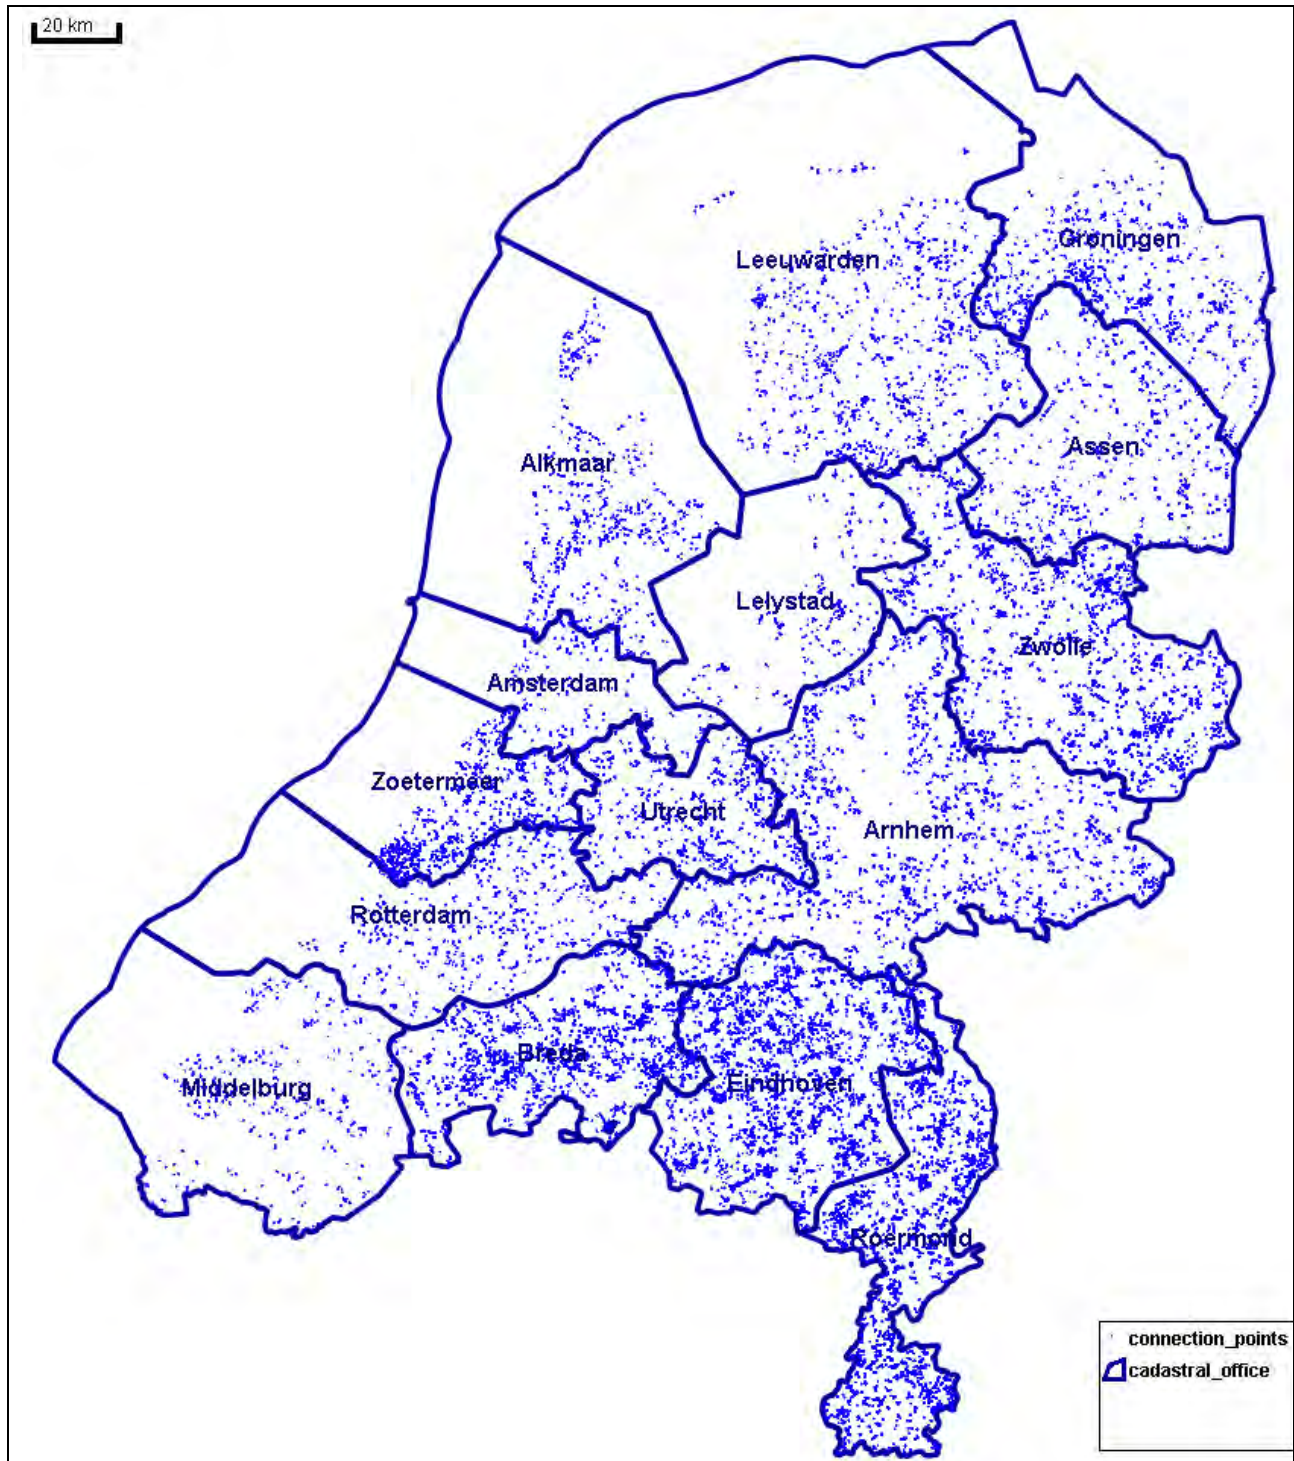 20 km
Groningen
Leeuwarden
Assen
Alkmaar
Lelystad
Zwolle
Amsterdam
Zoetermeer
Utrecht
Arnhem
Rotterdam
Breda
Middelburg
Eindhoven
Roermond
connection_points
cadastral_office